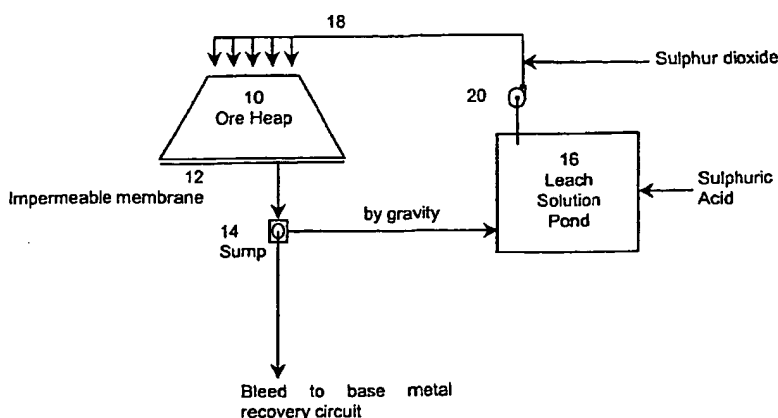 18
Sulphur dioxide
20
10
Ore Heap
12
Impermeable membrane
16
Leach
Solution
Pond
Sulphuric
Acid
by gravity
14
Sump
Bleed to base metal
recovery circuit